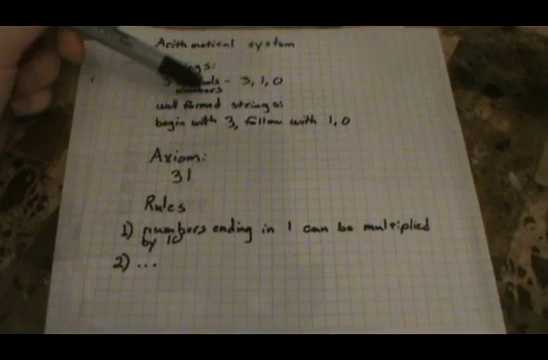 Arithmetical system
3 - 3, 1, 0
numbers
well formed strings:
begin with 3, follow with 1, 0
Axiom:
31
Rules
1) numbers ending in 1 can be multiplied
by 10
2) ...